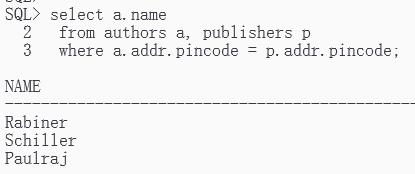 SQL> select a.name
2 from authors a, publishers p
3 where a.addr.pincode = p.addr.pincode;
NAME
--------------------------------------------------
Rabiner
Schiller
Paulraj